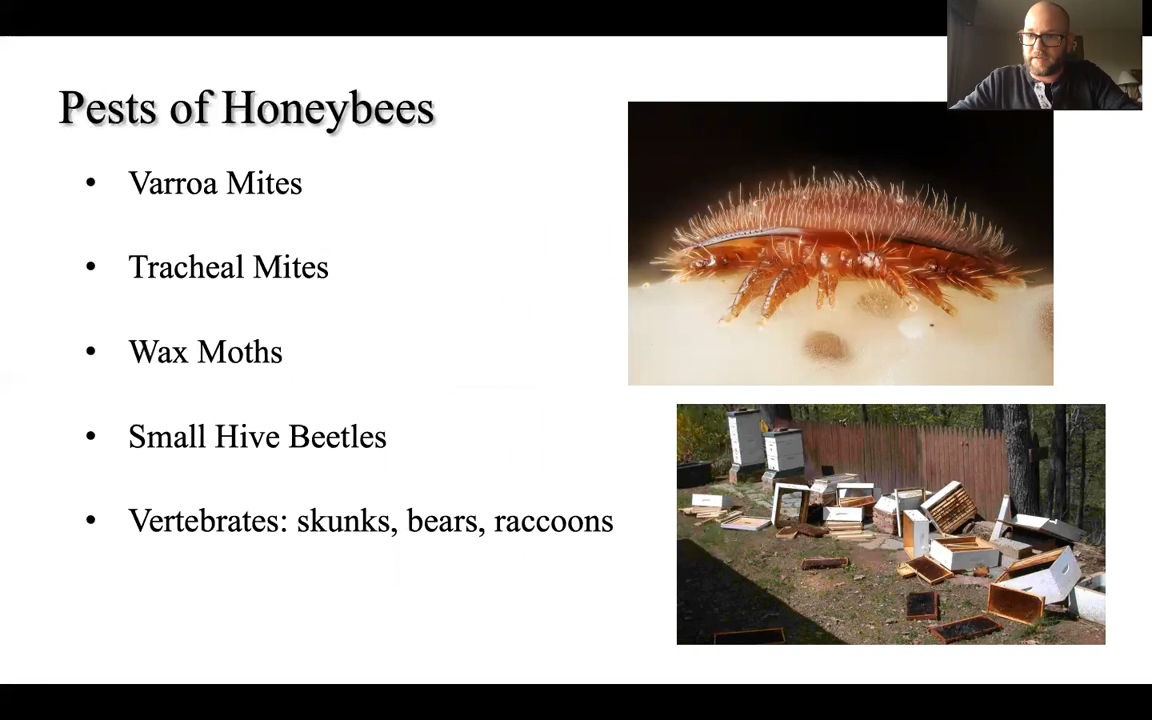 Pests of Honeybees
• Varroa Mites
• Tracheal Mites
• Wax Moths
• Small Hive Beetles
• Vertebrates: skunks, bears, raccoons